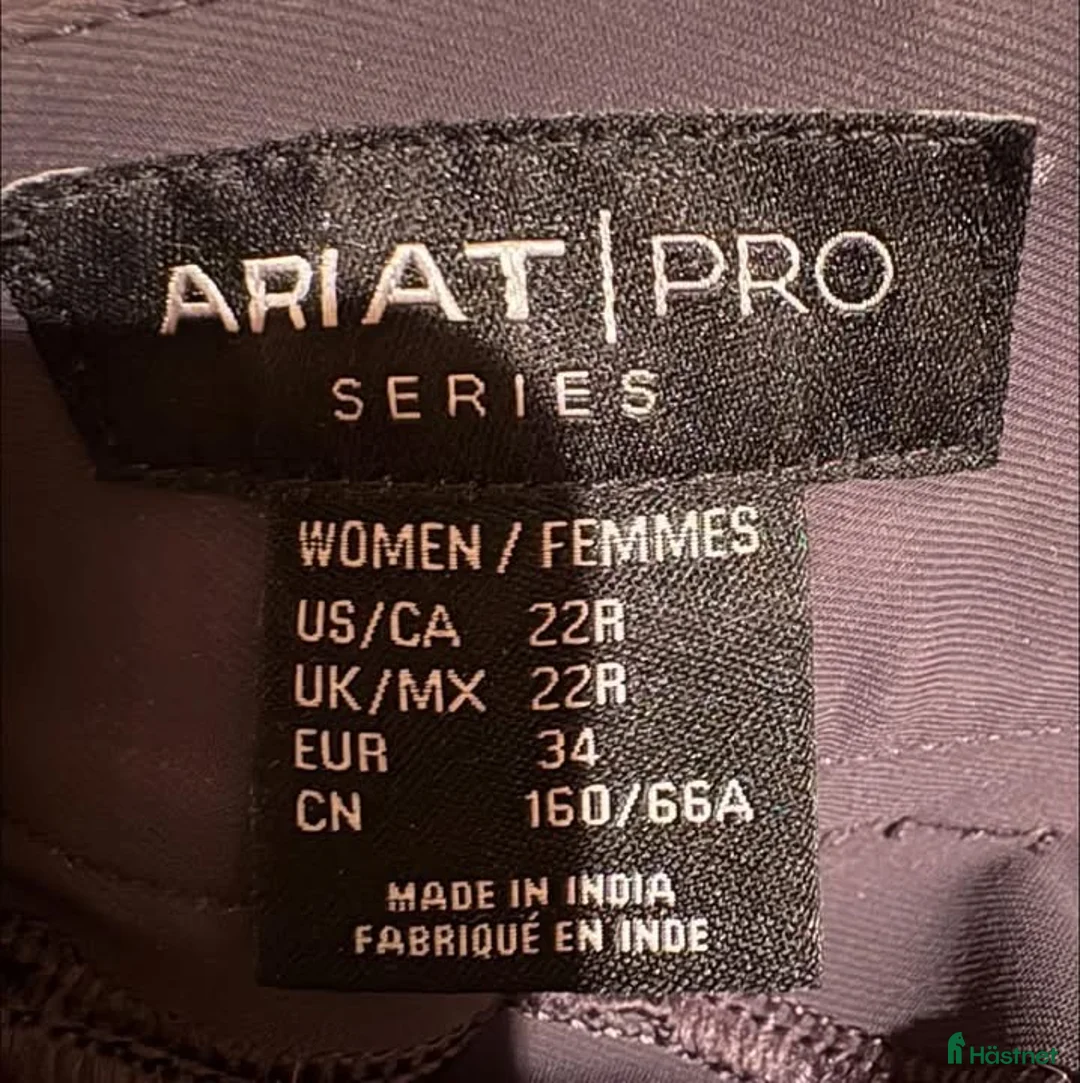 ARIAT | PRO
SERIES
WOMEN / FEMMES
US/CA 22R
UK/MX 22R
EUR 34
CN 160/66A
MADE IN INDIA
FABRIQUÉ EN INDE
Hästnet